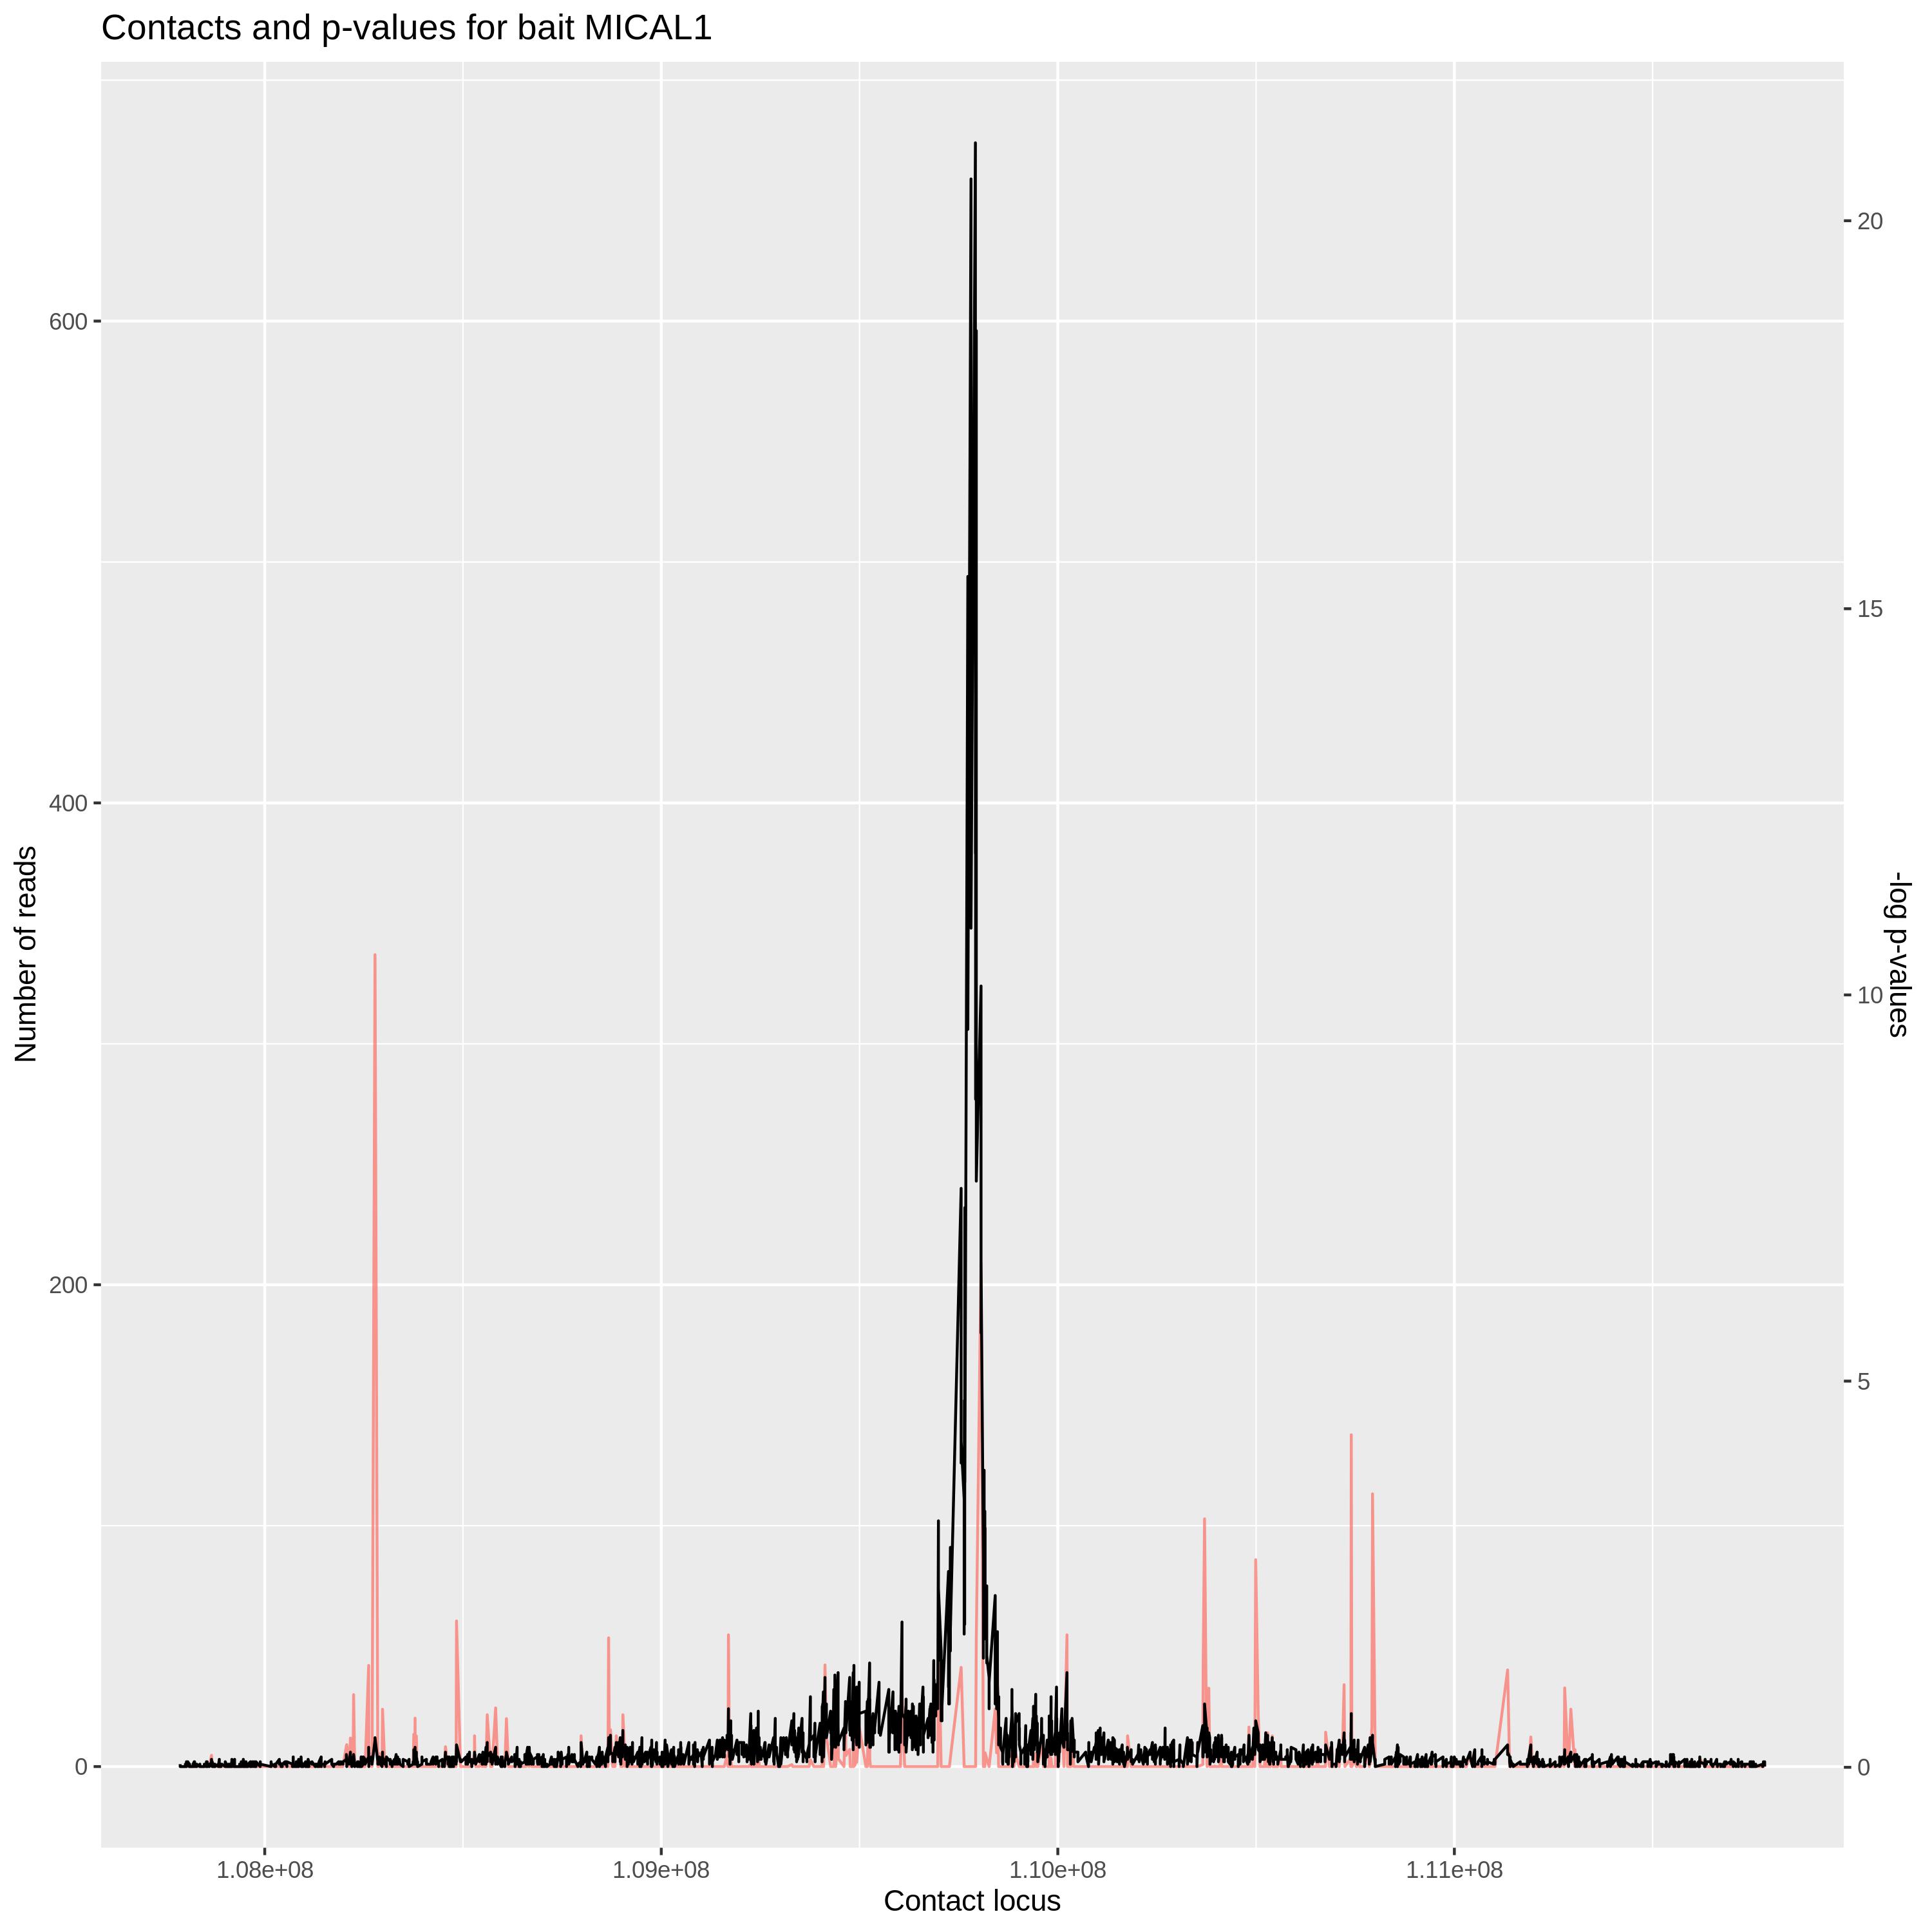 Contacts and p-values for bait MICAL1
Number of reads
600
400
200
0
20
15
10
5
0
-log p-values
1.08e+08
1.09e+08
1.10e+08
1.11e+08
Contact locus